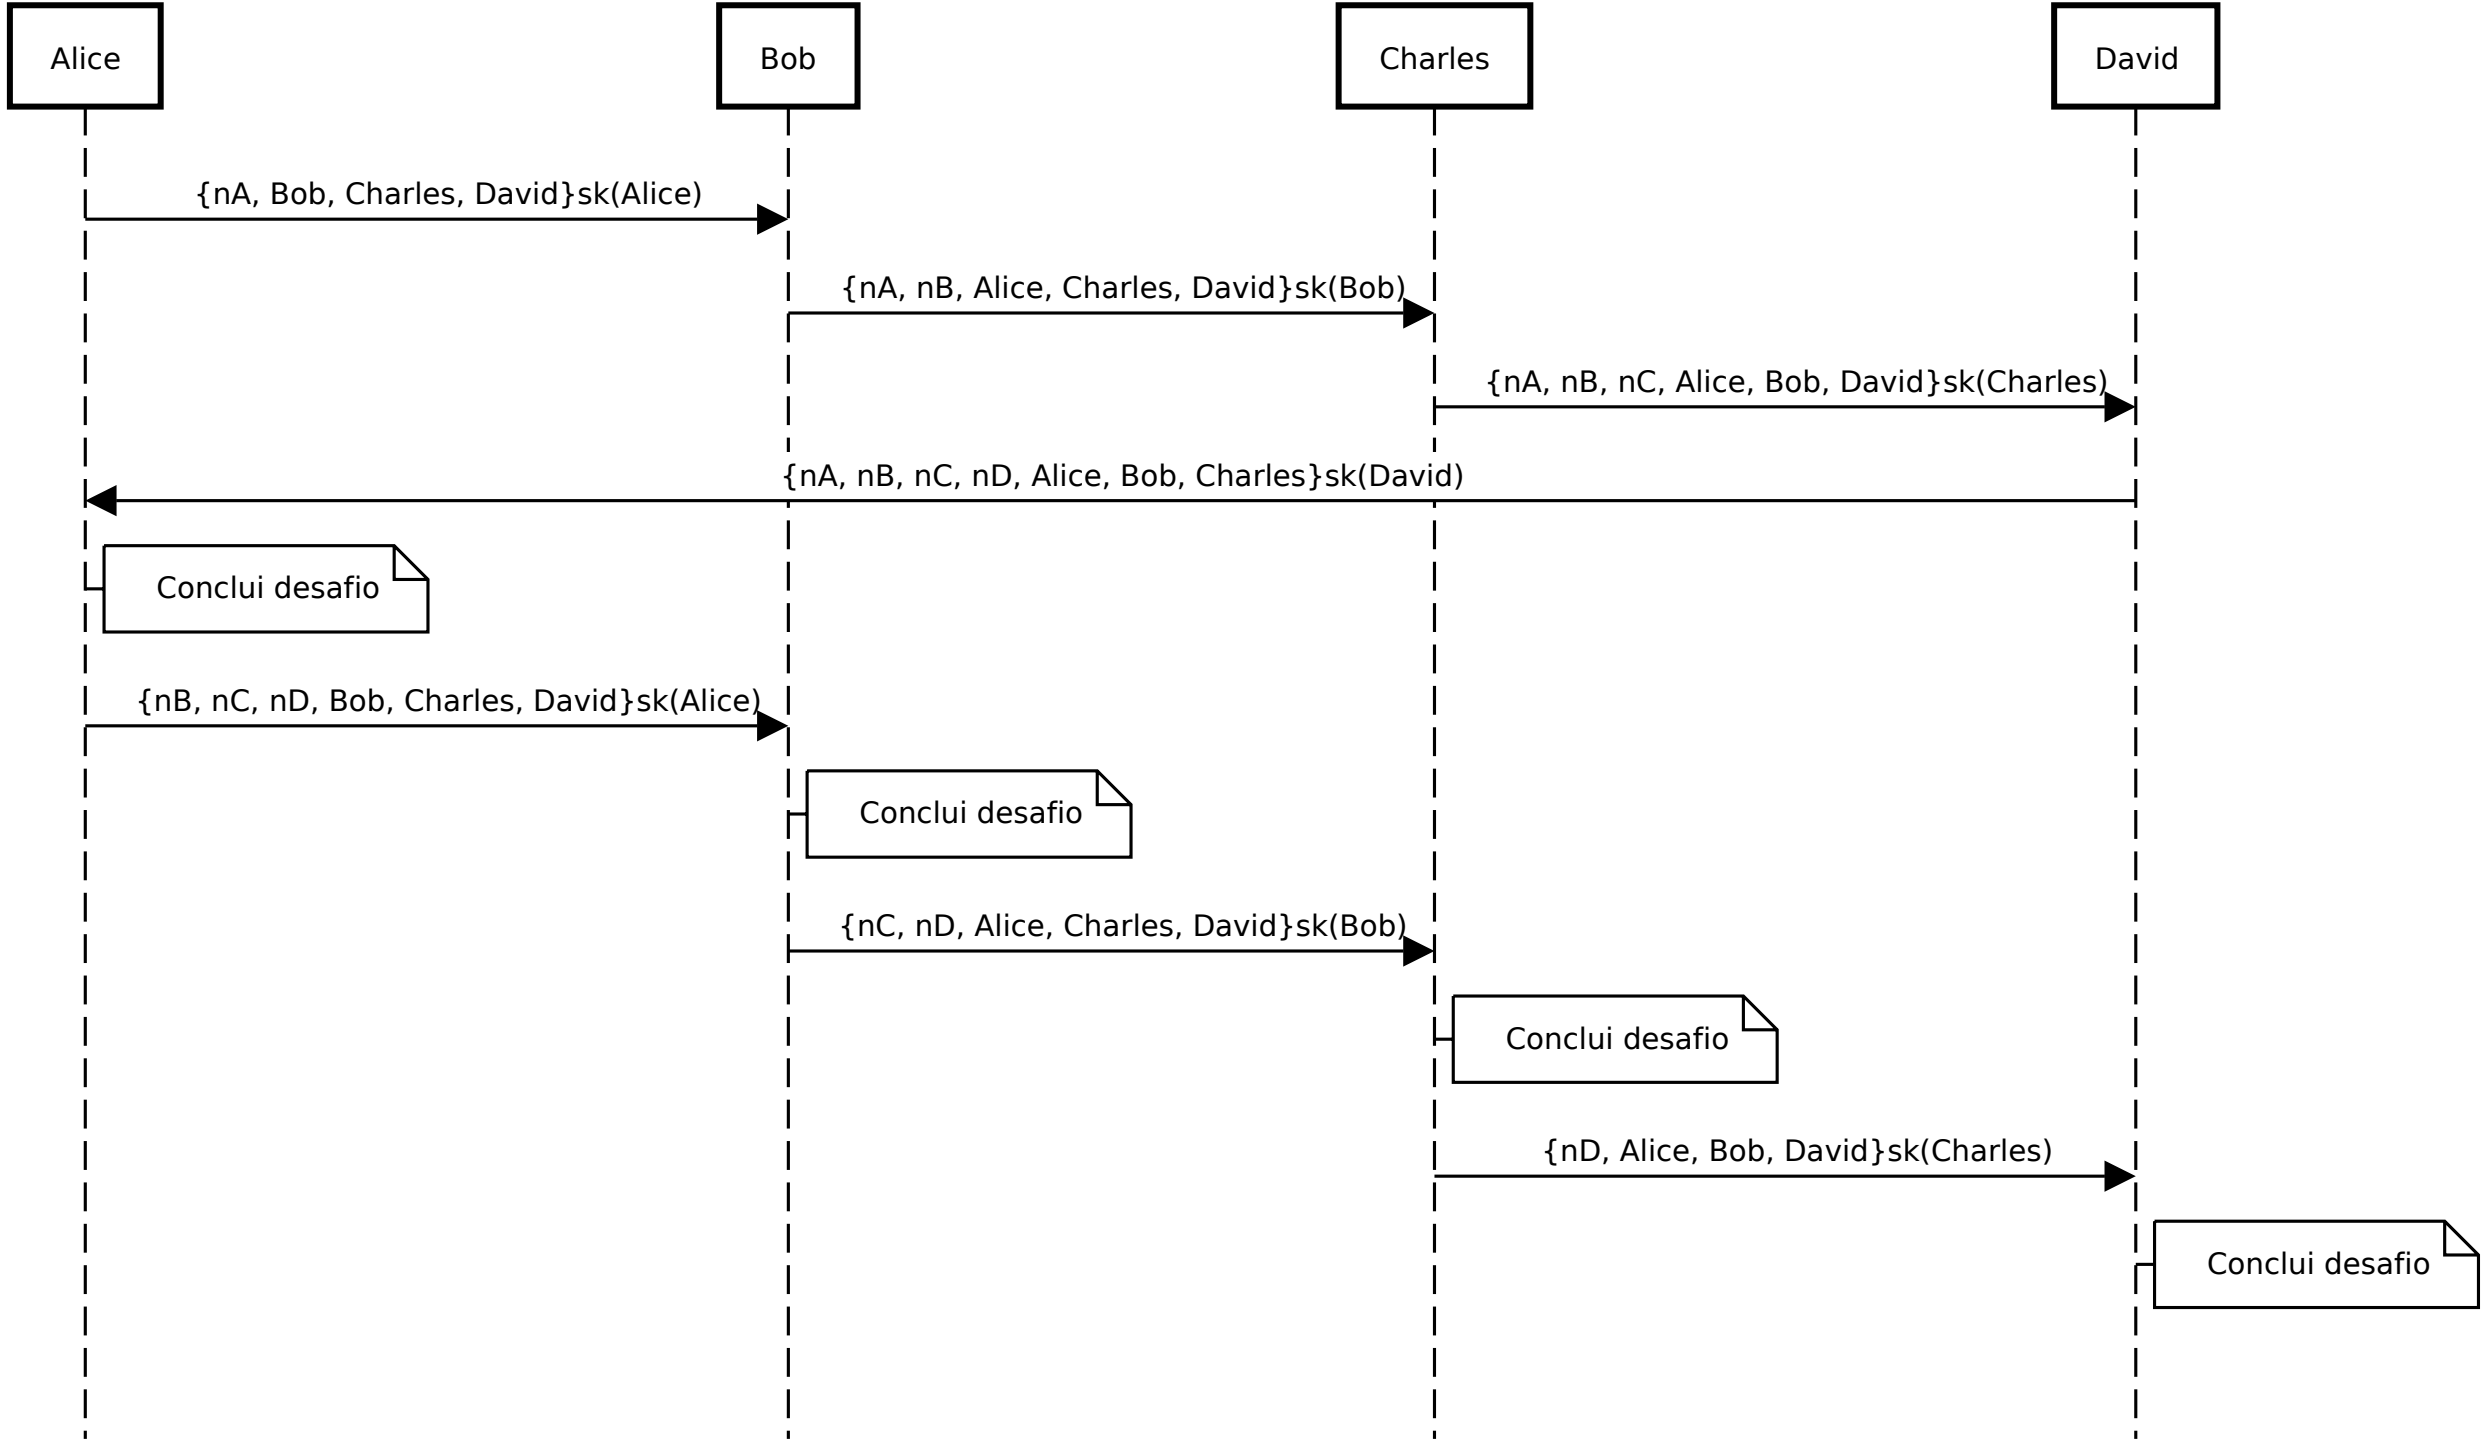 Alice
Bob
Charles
David
{nA, Bob, Charles, David}sk(Alice)
{nA, nB, Alice, Charles, David}sk(Bob)
{nA, nB, nC, Alice, Bob, David}sk(Charles)
{nA, nB, nC, nD, Alice, Bob, Charles}sk(David)
Conclui desafio
{nB, nC, nD, Bob, Charles, David}sk(Alice)
Conclui desafio
{nC, nD, Alice, Charles, David}sk(Bob)
Conclui desafio
{nD, Alice, Bob, David}sk(Charles)
Conclui desafio